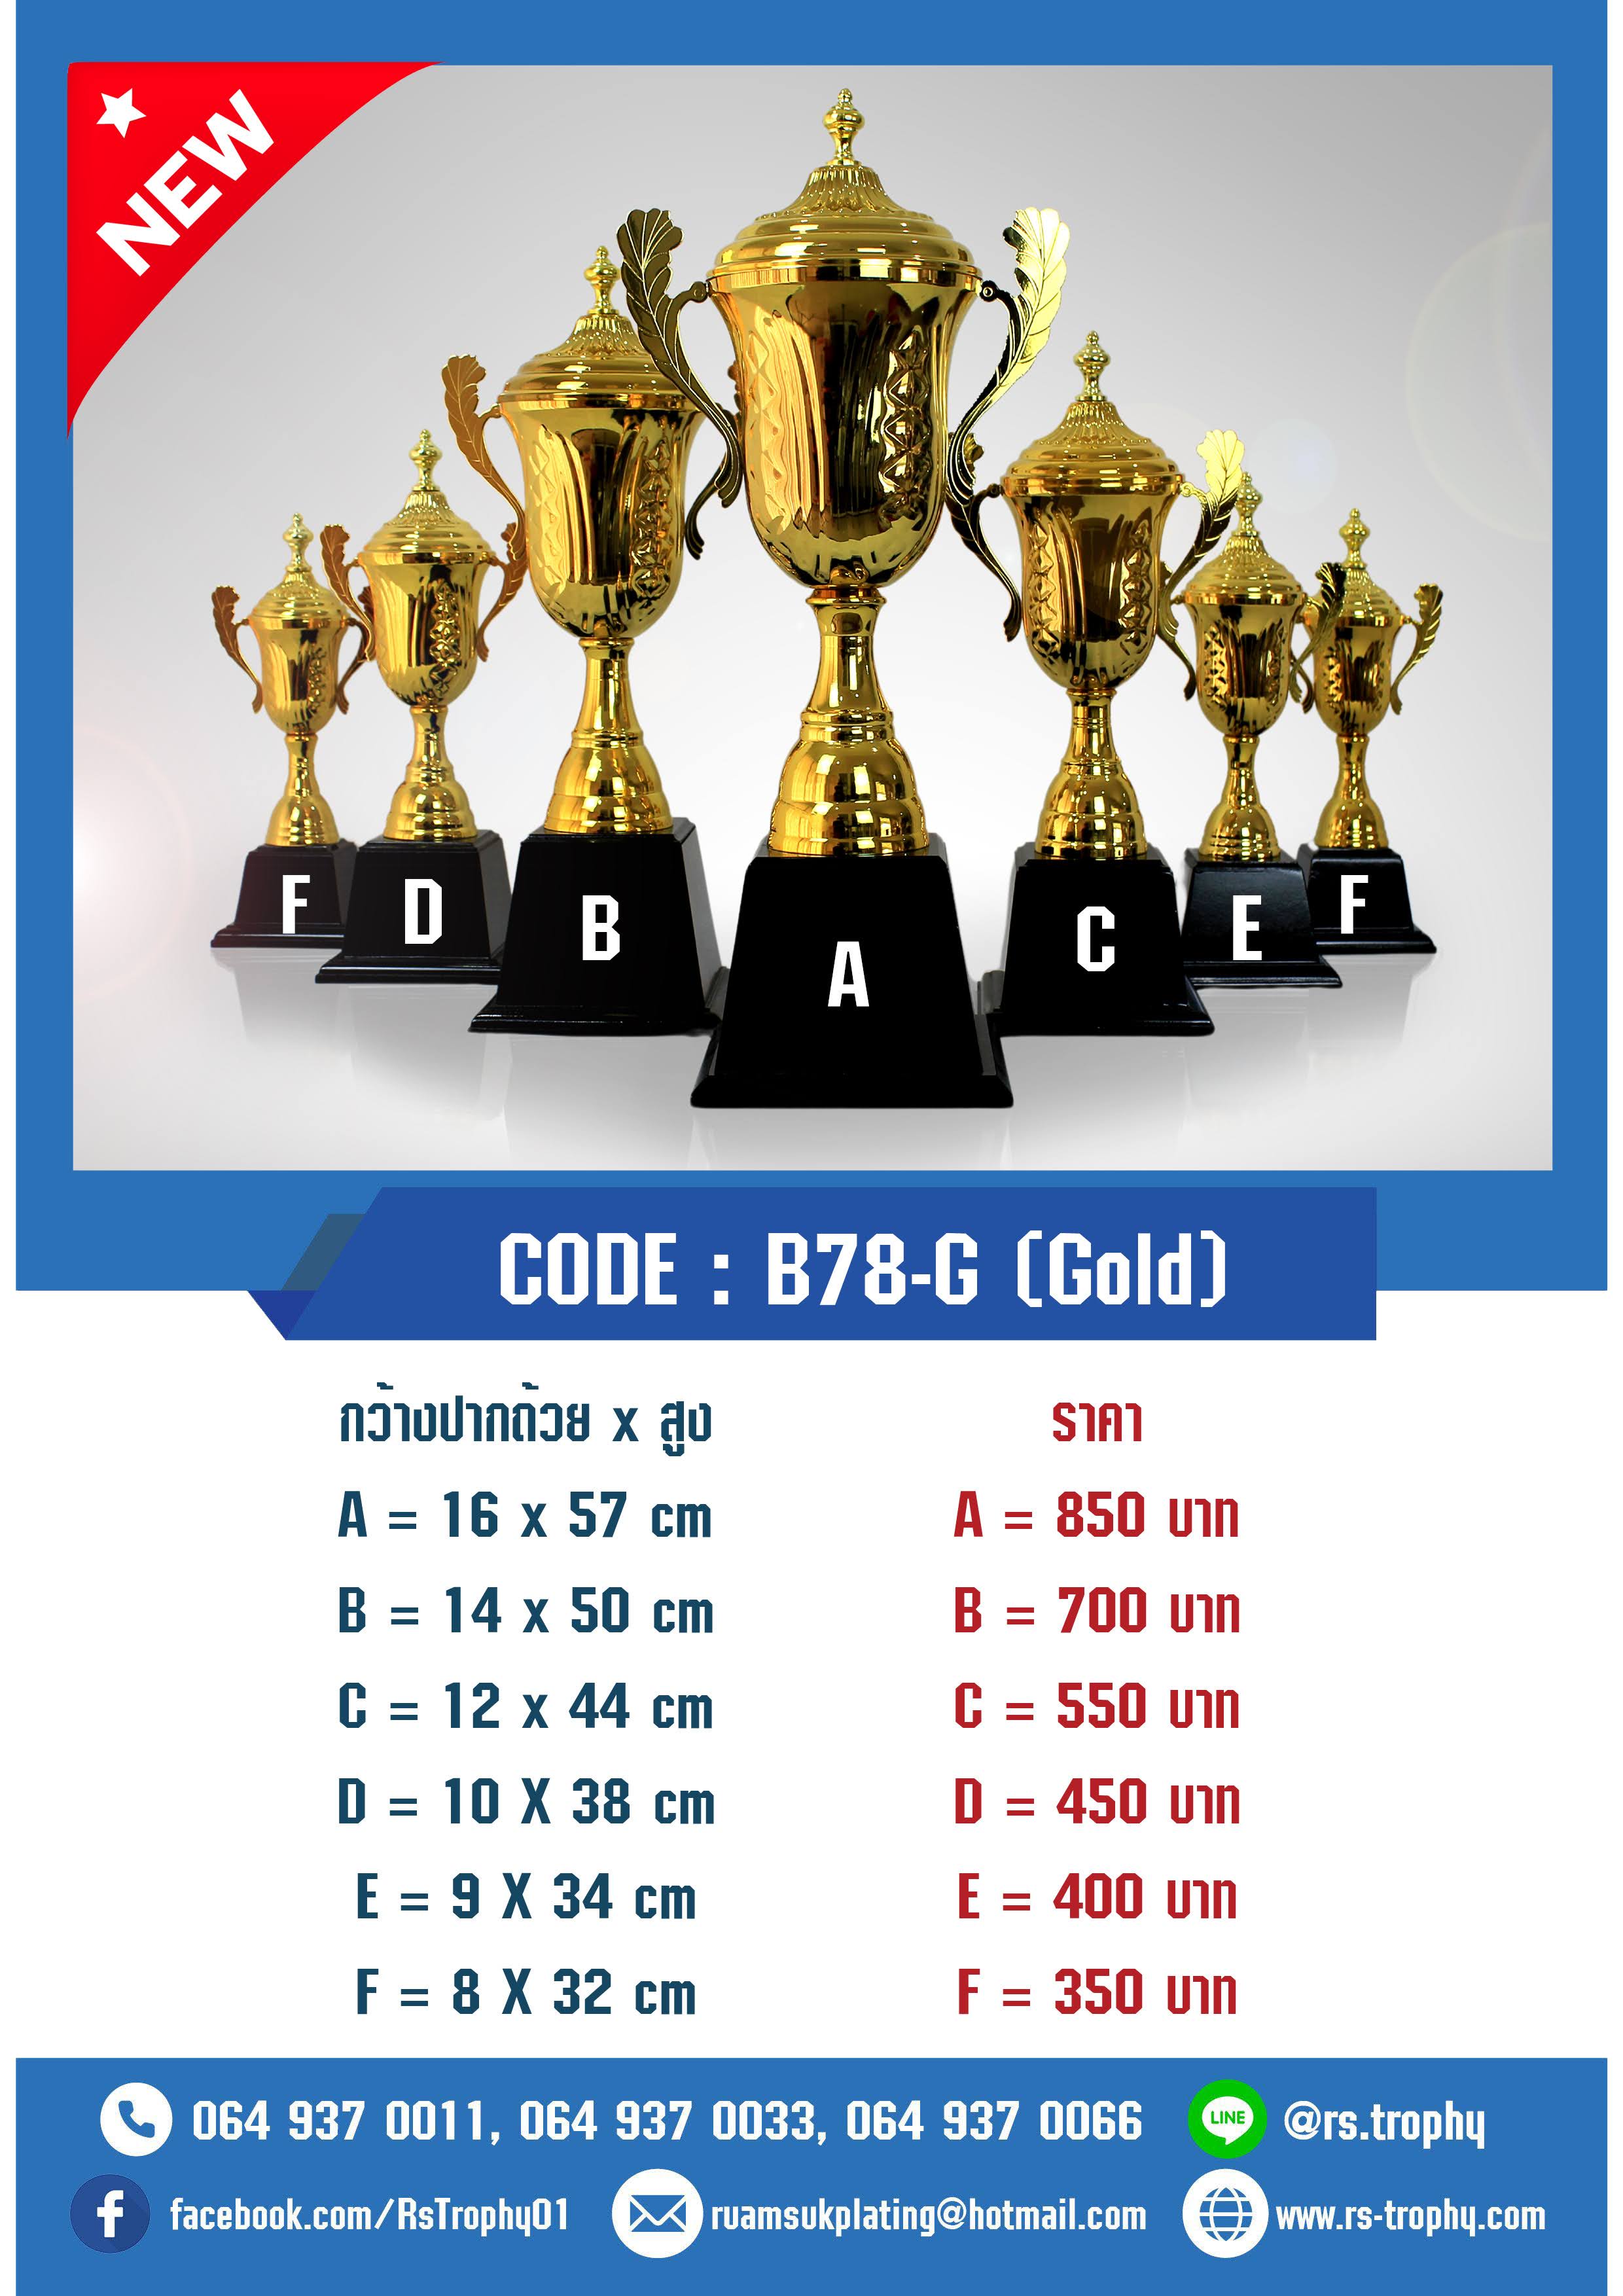 NEW
F D B A C E F
CODE : B78-G (Gold)
กว้างปากถ้วย x สูง ราคา
A = 16 x 57 cm A = 850 บาท
B = 14 x 50 cm B = 700 บาท
C = 12 x 44 cm C = 550 บาท
D = 10 X 38 cm D = 450 บาท
E = 9 X 34 cm E = 400 บาท
F = 8 X 32 cm F = 350 บาท
064 937 0011, 064 937 0033, 064 937 0066 LINE @rs.trophy
f facebook.com/RsTrophy01 ruamsukplating@hotmail.com www.rs-trophy.com